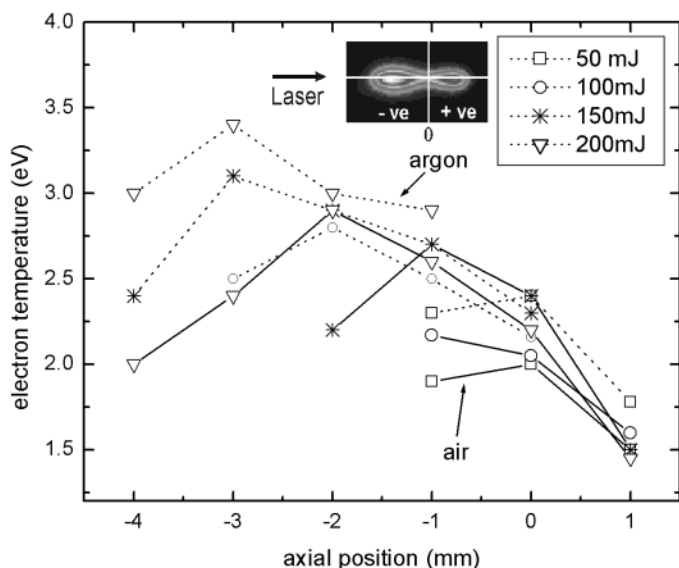 4.0
3.5
3.0
2.5
2.0
1.5
electron temperature (eV)
Laser
- ve + ve
0
argon
50 mJ
100mJ
150mJ
200mJ
air
-4 -3 -2 -1 0 1
axial position (mm)